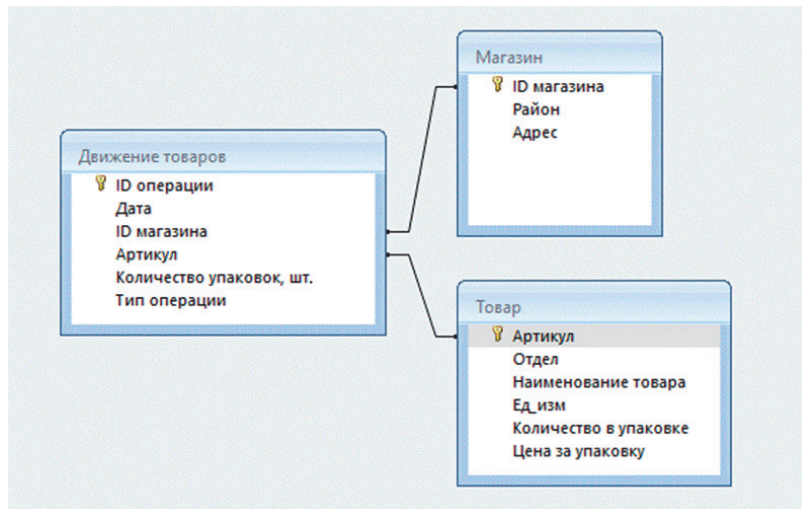 Магазин
ID магазина
Район
Адрес
Движение товаров
ID операции
Дата
ID магазина
Артикул
Количество упаковок, шт.
Тип операции
Товар
Артикул
Отдел
Наименование товара
Ед_изм
Количество в упаковке
Цена за упаковку